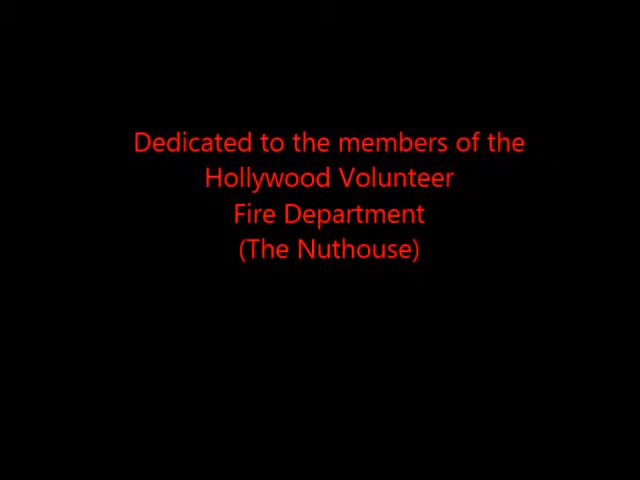 Dedicated to the members of the
Hollywood Volunteer
Fire Department
(The Nuthouse)